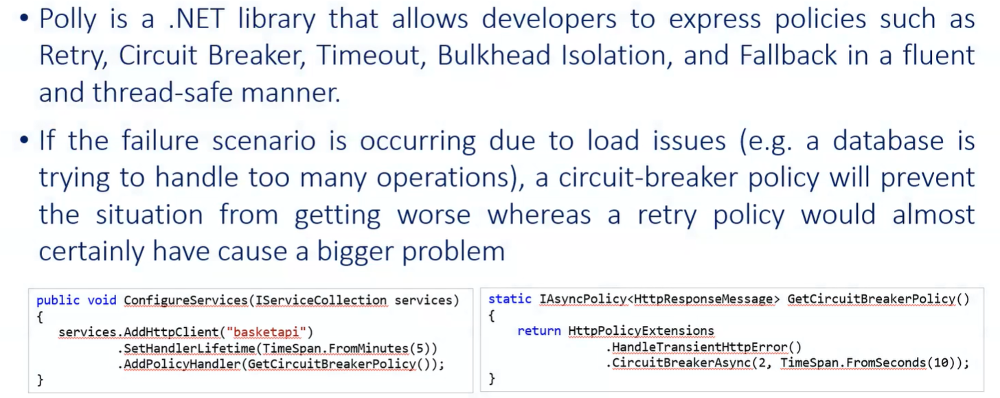 • Polly is a .NET library that allows developers to express policies such as
Retry, Circuit Breaker, Timeout, Bulkhead Isolation, and Fallback in a fluent
and thread-safe manner.
• If the failure scenario is occurring due to load issues (e.g. a database is
trying to handle too many operations), a circuit-breaker policy will prevent
the situation from getting worse whereas a retry policy would almost
certainly have cause a bigger problem
public void ConfigureServices(IServiceCollection services)
{
services.AddHttpClient("basketapi")
.SetHandlerLifetime(TimeSpan.FromMinutes(5))
.AddPolicyHandler(GetCircuitBreakerPolicy());
}
static IAsyncPolicy<HttpResponseMessage> GetCircuitBreakerPolicy()
{
return HttpPolicyExtensions
.HandleTransientHttpError()
.CircuitBreakerAsync(2, TimeSpan.FromSeconds(10));
}